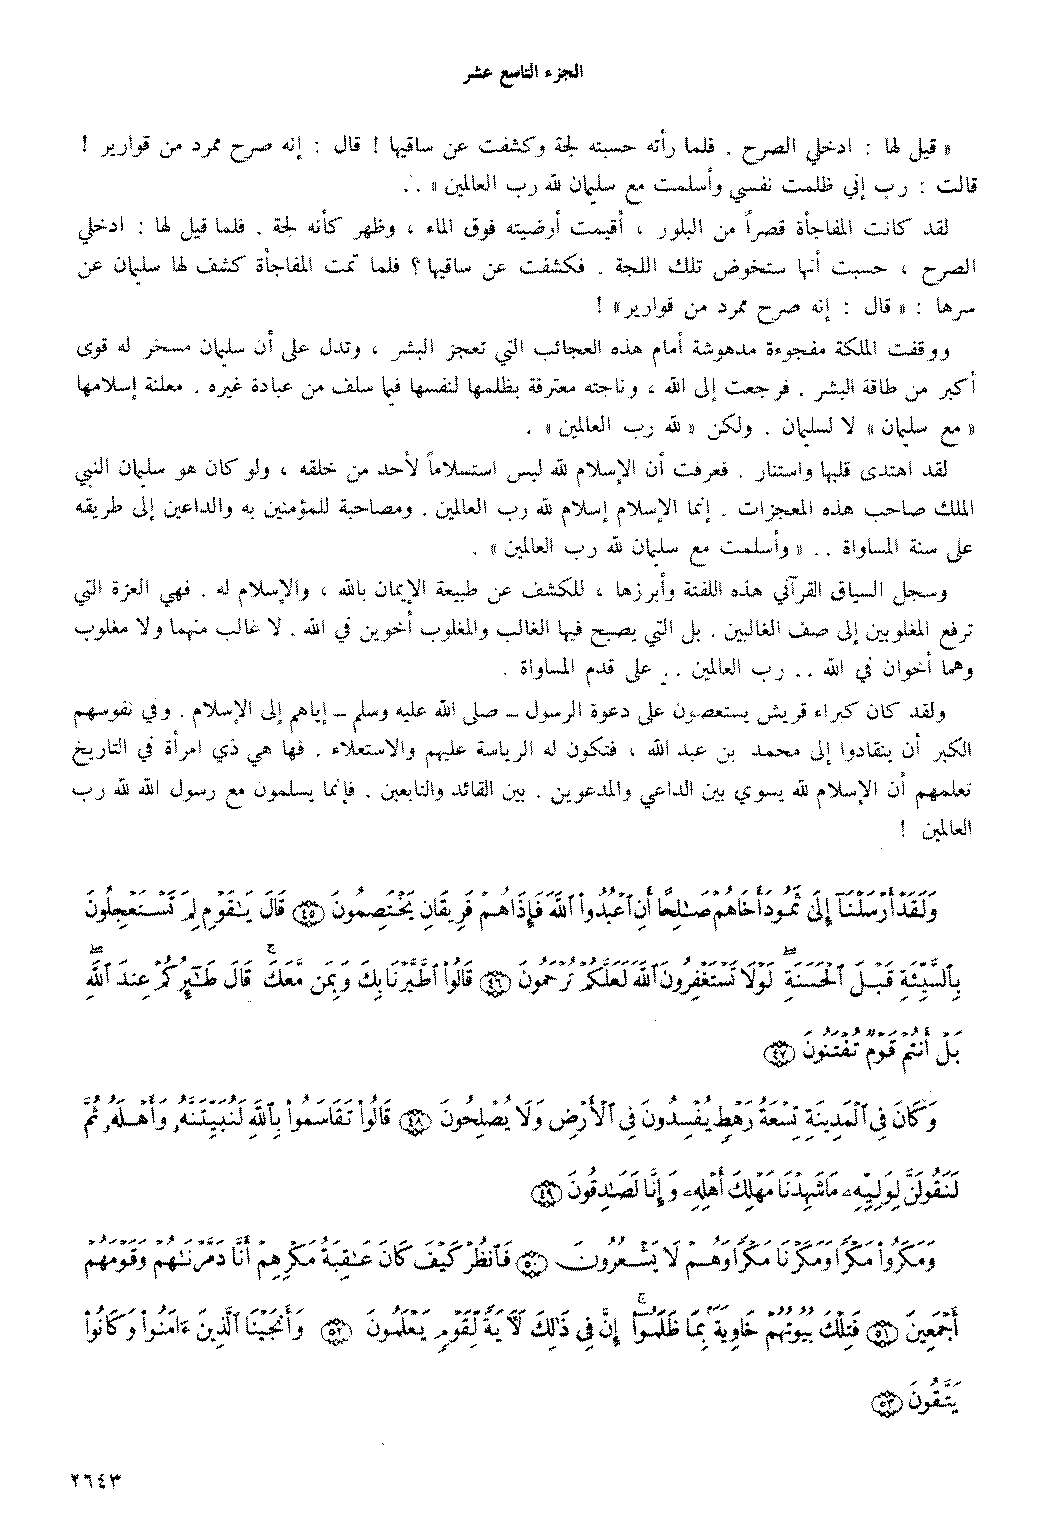 الجزء التاسع عشر
« قيل لها : ادخلي الصرح . فلما رأته حسبته لجة وكشفت عن ساقيها ! قال : إنه صرح ممرد من قوارير !
قالت : رب إني ظلمت نفسي وأسلمت مع سليمان لله رب العالمين » ..
لقد كانت المفاجأة قصراً من البلور ، أقيمت أرضيته فوق الماء ، وظهر كأنه لجة . فلما قيل لها : ادخلي
الصرح ، حسبت أنها ستخوض تلك اللجة . فكشفت عن ساقيها ؟ فلما تمت المفاجأة كشف لها سليمان عن
سرها : « قال : إنه صرح ممرد من قوارير» !
ووقفت الملكة مفجوءة مدهوشة أمام هذه العجائب التي تعجز البشر ، وتدل على أن سليمان مسخر له قوى
أكبر من طاقة البشر . فرجعت إلى الله ، وناجته معترفة بظلمها لنفسها فيما سلف من عبادة غيره . معلنة إسلامها
« مع سليمان » لا لسليمان . ولكن « لله رب العالمين » .
لقد اهتدى قلبها واستنار . فعرفت أن الإسلام لله ليس استسلاماً لأحد من خلقه ، ولو كان هو سليمان النبي
الملك صاحب هذه المعجزات . إنما الإسلام إسلام لله رب العالمين . ومصاحبة للمؤمنين به والداعين إلى طريقه
على سنة المساواة .. « وأسلمت مع سليمان لله رب العالمين » .
وسجل السياق القرآني هذه اللفتة وأبرزها ، للكشف عن طبيعة الإيمان بالله ، والإسلام له . فهي العزة التي
ترفع المغلوبين إلى صف الغالبين . بل التي يصبح فيها الغالب والمغلوب أخوين في الله . لا غالب منهما ولا مغلوب
وهما أخوان في الله .. رب العالمين .. على قدم المساواة .
ولقد كان كبراء قريش يستعصون على دعوة الرسول – صلى الله عليه وسلم – إياهم إلى الإسلام . وفي نفوسهم
الكبر أن ينقادوا إلى محمد بن عبد الله ، فتكون له الرياسة عليهم والاستعلاء . فها هي ذي امرأة في التاريخ
تعلمهم أن الإسلام لله يسوي بين الداعي والمدعوين . بين القائد والتابعين . فإنما يسلمون مع رسول الله لله رب
العالمين !
وَلَقَدْ أَرْسَلْنَآ إِلَىٰ ثَمُودَ أَخَاهُمْ صَـٰلِحًا أَنِ ٱعْبُدُوا۟ ٱللَّهَ فَإِذَا هُمْ فَرِيقَانِ يَخْتَصِمُونَ ﴿٤٥﴾ قَالَ يَـٰقَوْمِ لِمَ تَسْتَعْجِلُونَ
بِٱلسَّيِّئَةِ قَبْلَ ٱلْحَسَنَةِ ۖ لَوْلَا تَسْتَغْفِرُونَ ٱللَّهَ لَعَلَّكُمْ تُرْحَمُونَ ﴿٤٦﴾ قَالُوا۟ ٱطَّيَّرْنَا بِكَ وَبِمَن مَّعَكَ ۚ قَالَ طَـٰٓئِرُكُمْ عِندَ ٱللَّهِ ۖ
بَلْ أَنتُمْ قَوْمٌ تُفْتَنُونَ ﴿٤٧﴾
وَكَانَ فِى ٱلْمَدِينَةِ تِسْعَةُ رَهْطٍ يُفْسِدُونَ فِى ٱلْأَرْضِ وَلَا يُصْلِحُونَ ﴿٤٨﴾ قَالُوا۟ تَقَاسَمُوا۟ بِٱللَّهِ لَنُبَيِّتَنَّهُۥ وَأَهْلَهُۥ ثُمَّ
لَنَقُولَنَّ لِوَلِيِّهِۦ مَا شَهِدْنَا مَهْلِكَ أَهْلِهِۦ وَإِنَّا لَصَـٰدِقُونَ ﴿٤٩﴾
وَمَكَرُوا۟ مَكْرًا وَمَكَرْنَا مَكْرًا وَهُمْ لَا يَشْعُرُونَ ﴿٥٠﴾ فَٱنظُرْ كَيْفَ كَانَ عَـٰقِبَةُ مَكْرِهِمْ أَنَّا دَمَّرْنَـٰهُمْ وَقَوْمَهُمْ
أَجْمَعِينَ ﴿٥١﴾ فَتِلْكَ بُيُوتُهُمْ خَاوِيَةًۢ بِمَا ظَلَمُوٓا۟ ۗ إِنَّ فِى ذَٰلِكَ لَـَٔايَةً لِّقَوْمٍ يَعْلَمُونَ ﴿٥٢﴾ وَأَنجَيْنَا ٱلَّذِينَ ءَامَنُوا۟ وَكَانُوا۟
يَتَّقُونَ ﴿٥٣﴾
٢٦٤٣